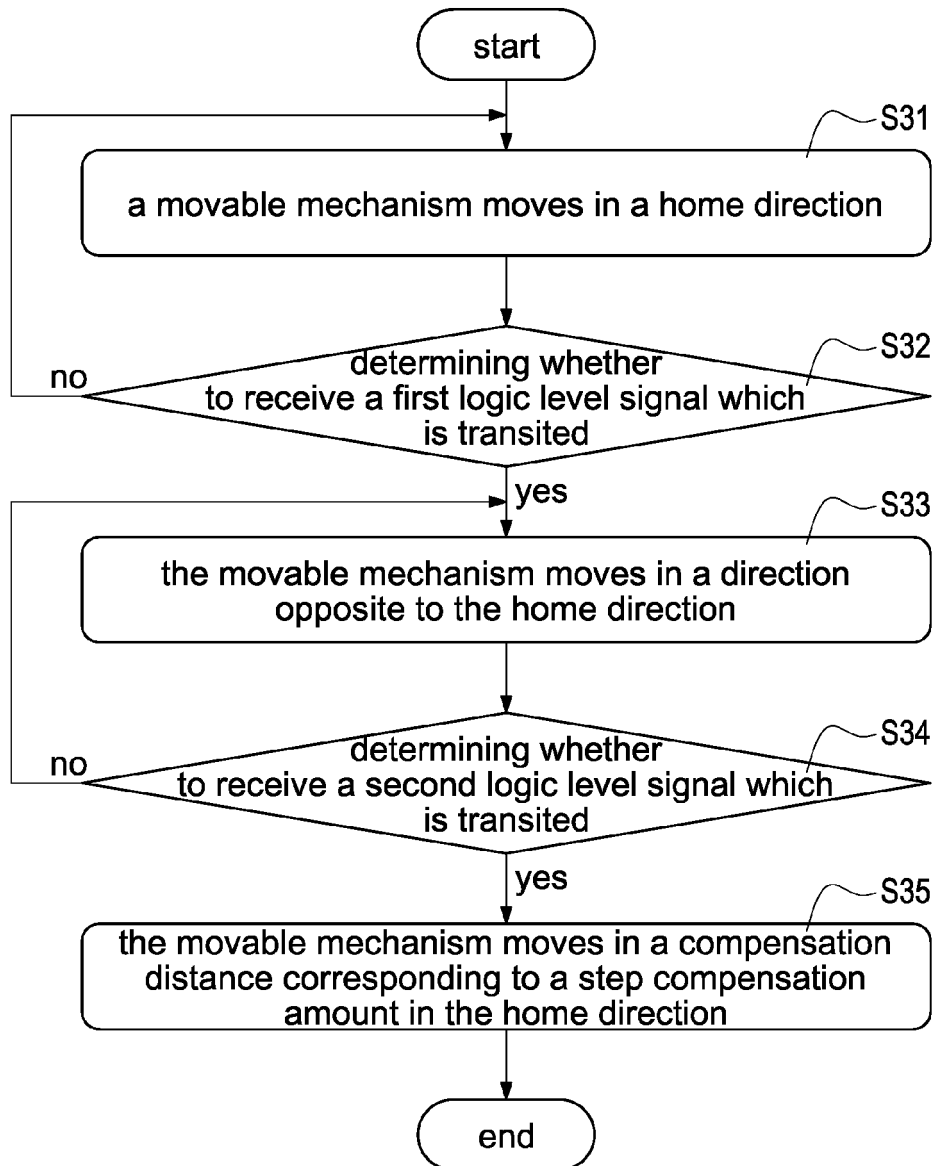 start
S31
a movable mechanism moves in a home direction
S32
determining whether
to receive a first logic level signal which
is transited
no
yes
S33
the movable mechanism moves in a direction
opposite to the home direction
S34
determining whether
to receive a second logic level signal which
is transited
no
yes
S35
the movable mechanism moves in a compensation
distance corresponding to a step compensation
amount in the home direction
end